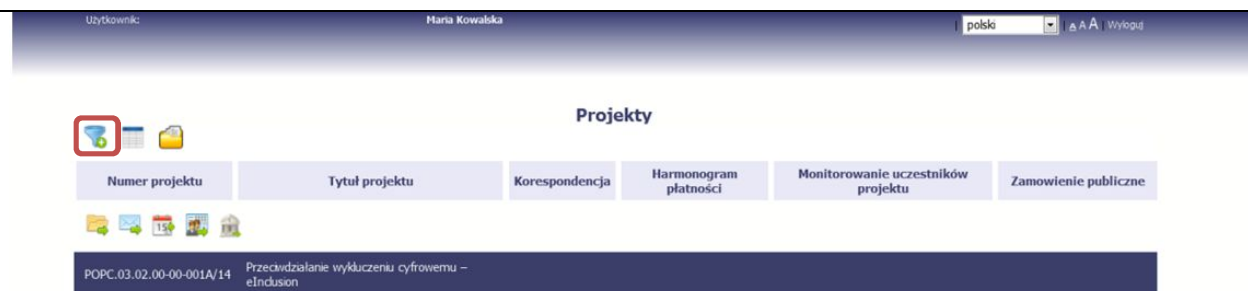 Użytkownik: Maria Kowalska | polski | A A A | Wyloguj
Projekty
Numer projektu Tytuł projektu Korespondencja Harmonogram płatności Monitorowanie uczestników projektu Zamowienie publiczne
15
POPC.03.02.00-00-001A/14 Przeciwdziałanie wykluczeniu cyfrowemu – eInclusion